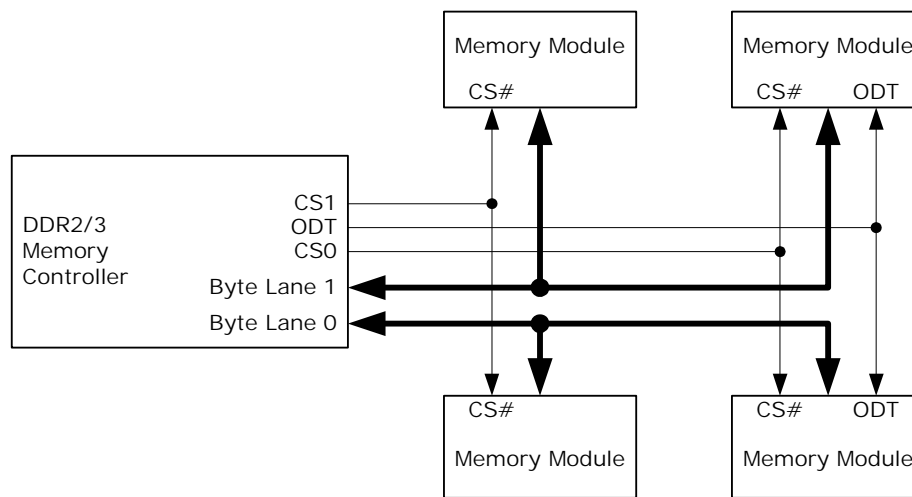 Memory Module
CS#
Memory Module
CS# ODT
DDR2/3
Memory
Controller
CS1
ODT
CS0
Byte Lane 1
Byte Lane 0
CS#
Memory Module
CS# ODT
Memory Module